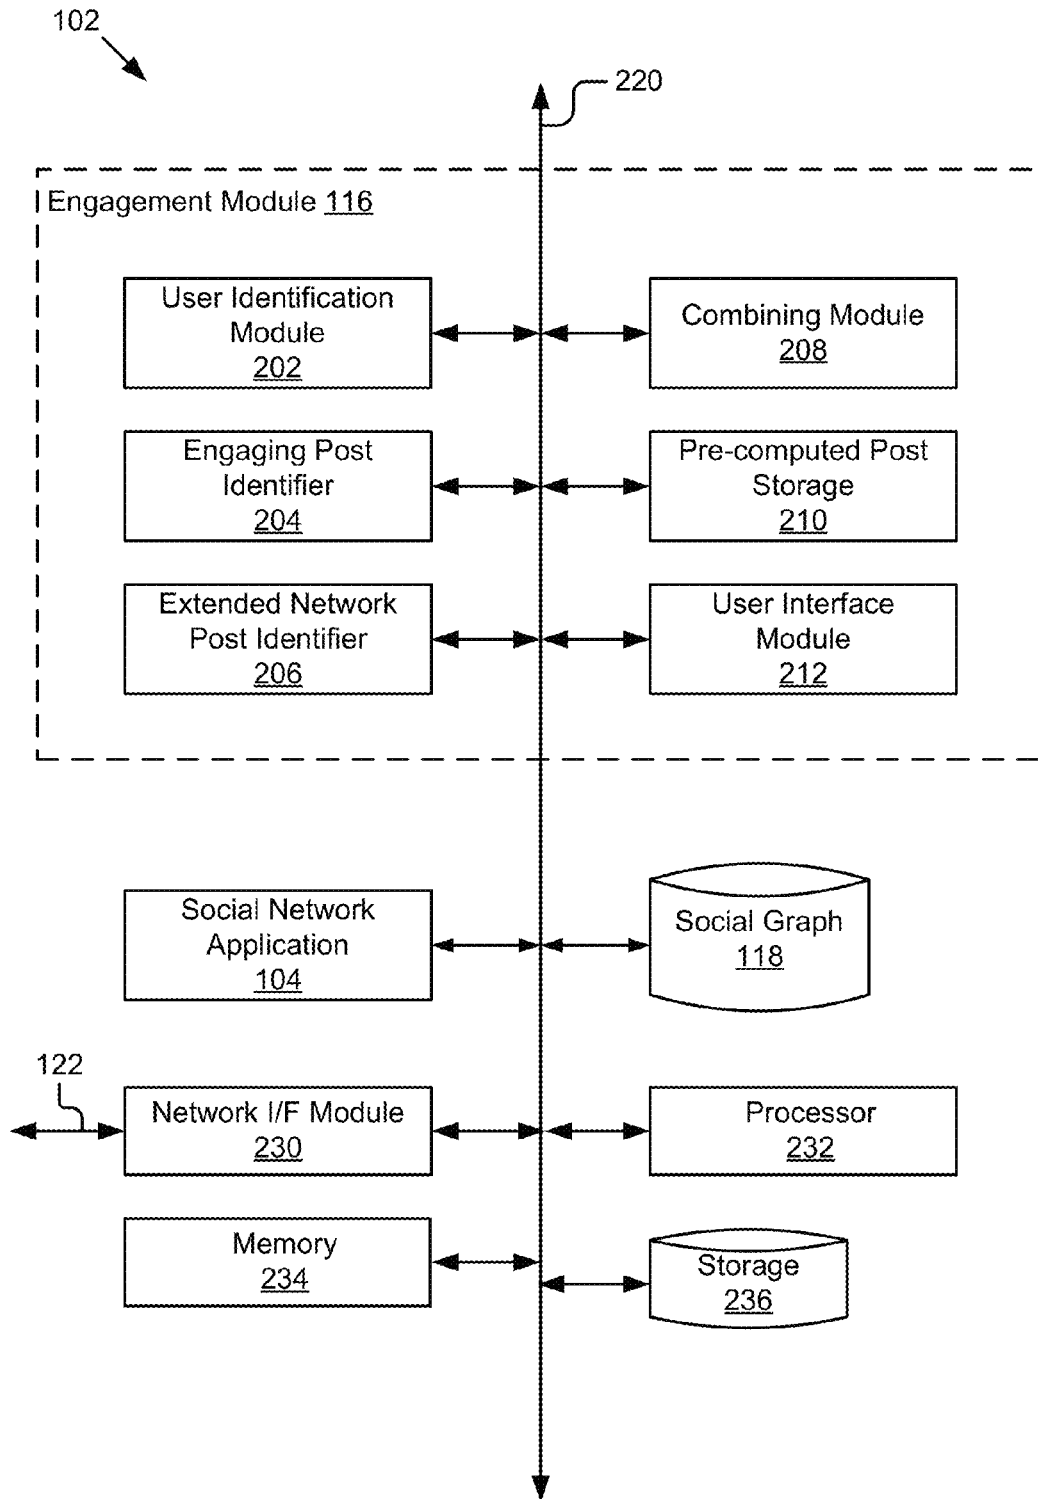 102
220
Engagement Module 116
User Identification
Module
202
Combining Module
208
Engaging Post
Identifier
204
Pre-computed Post
Storage
210
Extended Network
Post Identifier
206
User Interface
Module
212
Social Network
Application
104
Social Graph
118
122
Network I/F Module
230
Processor
232
Memory
234
Storage
236